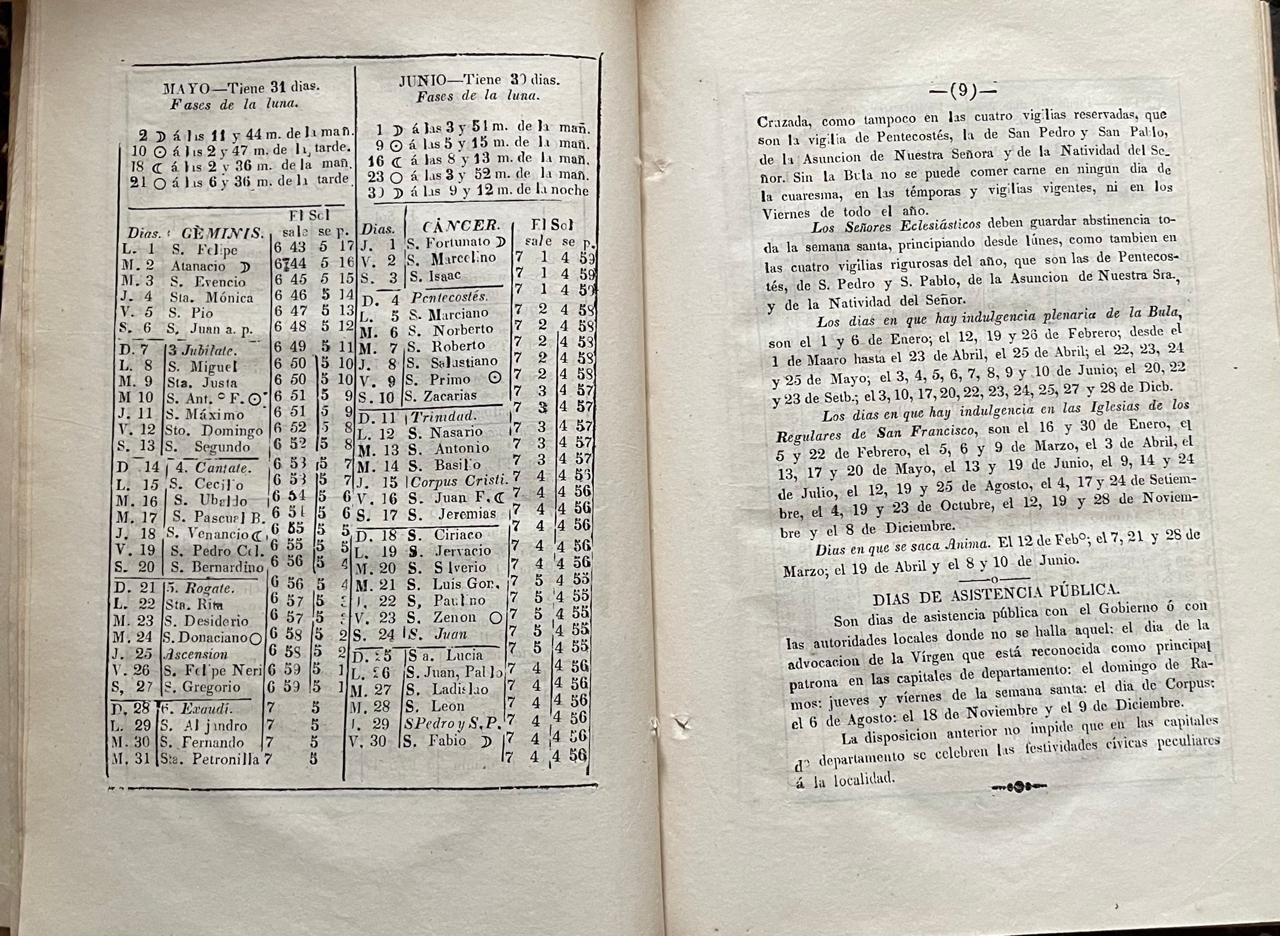 MAYO—Tiene 31 dias.
Fases de la luna.
2 ☽ á las 11 y 44 m. de la mañ.
10 ⊙ á las 2 y 47 m. de la tarde.
18 ☾ á las 2 y 36 m. de la mañ.
21 ○ á las 6 y 36 m. de la tarde
El Sol
Dias. GÈMINIS. sale se p.
L. 1 S. Felipe 6 43 5 17
M. 2 Atanacio ☽ 6 44 5 16
M. 3 S. Evencio 6 45 5 15
J. 4 Sta. Mónica 6 46 5 14
V. 5 S. Pio 6 47 5 13
S. 6 S. Juan a. p. 6 48 5 12
D. 7 3 Jubilate. 6 49 5 11
L. 8 S. Miguel 6 50 5 10
M. 9 Sta. Justa 6 50 5 10
M 10 S. Ant.º F. ⊙ 6 51 5 9
J. 11 S. Máximo 6 51 5 9
V. 12 Sto. Domingo 6 52 5 8
S. 13 S. Segundo 6 52 5 8
D 14 4. Cantate. 6 53 5 7
L. 15 S. Cecilo 6 53 5 7
M. 16 S. Ubaldo 6 54 5 6
M. 17 S. Pascual B. 6 54 5 6
J. 18 S. Venancio ☾ 6 55 5 5
V. 19 S. Pedro Cel. 6 55 5 5
S. 20 S. Bernardino 6 56 5 4
D. 21 5. Rogate. 6 56 5 4
L. 22 Sta. Rita 6 57 5
M. 23 S. Desiderio 6 57 5
M. 24 S. Donaciano ○ 6 58 5 2
J. 25 Ascension 6 58 5 2
V. 26 S. Felipe Neri 6 59 5 1
S, 27 S. Gregorio 6 59 5 1
D. 28 6. Exaudi. 7 5
L. 29 S. Alejandro 7 5
M. 30 S. Fernando 7 5
M. 31 Sta. Petronilla 7 5
JUNIO—Tiene 30 dias.
Fases de la luna.
1 ☽ á las 3 y 51 m. de la mañ.
9 ⊙ á las 5 y 15 m. de la mañ.
16 ☾ á las 8 y 13 m. de la mañ.
23 ○ á las 3 y 52 m. de la mañ.
30 ☽ á las 9 y 12 m. de la noche
El Sol
Dias. CÀNCER. sale se p.
J. 1 S. Fortunato ☽ 7 1 4 59
V. 2 S. Marcelino 7 1 4 59
S. 3 S. Isaac 7 1 4 59
D. 4 Pentecostés. 7 2 4 58
L. 5 S. Marciano 7 2 4 58
M. 6 S. Norberto 7 2 4 58
M. 7 S. Roberto 7 2 4 58
J. 8 S. Salustiano 7 2 4 58
V. 9 S. Primo ⊙ 7 3 4 57
S. 10 S. Zacarias 7 3 4 57
D. 11 Trinidad. 7 3 4 57
L. 12 S. Nasario 7 3 4 57
M. 13 S. Antonio 7 3 4 57
M. 14 S. Basilo 7 4 4 56
J. 15 Corpus Cristi. 7 4 4 56
V. 16 S. Juan F. ☾ 7 4 4 56
S. 17 S. Jeremias 7 4 4 56
D. 18 S. Ciriaco 7 4 4 56
L. 19 S. Jervacio 7 4 4 56
M. 20 S. Silverio 7 5 4 55
M. 21 S. Luis Gon. 7 5 4 55
J. 22 S, Paulino 7 5 4 55
V. 23 S. Zenon ○ 7 5 4 55
S. 24 S. Juan 7 5 4 55
D. 25 Sta. Lucia 7 4 4 56
L. 26 S. Juan, Pablo 7 4 4 56
M. 27 S. Ladislao 7 4 4 56
M. 28 S. Leon 7 4 4 56
J. 29 S Pedro y S. P. 7 4 4 56
V. 30 S. Fabio ☽ 7 4 4 56
—(9)—
Cruzada, como tampoco en las cuatro vigilias reservadas, que
son la vigilia de Pentecostés, la de San Pedro y San Pablo,
de la Asuncion de Nuestra Señora y de la Natividad del Se-
ñor. Sin la Bula no se puede comer carne en ningun dia de
la cuaresma, en las témporas y vigilias vigentes, ni en los
Viernes de todo el año.
Los Señores Eclesiásticos deben guardar abstinencia to-
da la semana santa, principiando desde lúnes, como tambien en
las cuatro vigilias rigurosas del año, que son las de Pentecos-
tés, de S. Pedro y S. Pablo, de la Asuncion de Nuestra Sra,
y de la Natividad del Señor.
Los dias en que hay indulgencia plenaria de la Bula,
son el 1 y 6 de Enero; el 12, 19 y 26 de Febrero; desde el
1 de Maaro hasta el 23 de Abril, el 25 de Abril; el 22, 23, 24
y 25 de Mayo; el 3, 4, 5, 6, 7, 8, 9 y 10 de Junio; el 20, 22
y 23 de Setb.; el 3, 10, 17, 20, 22, 23, 24, 25, 27 y 28 de Dicb.
Los dias en que hay indulgencia en las Iglesias de los
Regulares de San Francisco, son el 16 y 30 de Enero, el
5 y 22 de Febrero, el 5, 6 y 9 de Marzo, el 3 de Abril, el
13, 17 y 20 de Mayo, el 13 y 19 de Junio, el 9, 14 y 24
de Julio, el 12, 19 y 25 de Agosto, el 4, 17 y 24 de Setiem-
bre, el 4, 19 y 23 de Octubre, el 12, 19 y 28 de Noviem-
bre y el 8 de Diciembre.
Dias en que se saca Anima. El 12 de Febº; el 7, 21 y 28 de
Marzo; el 19 de Abril y el 8 y 10 de Junio.
DIAS DE ASISTENCIA PÚBLICA.
Son dias de asistencia pública con el Gobierno ó con
las autoridades locales donde no se halla aquel: el dia de la
advocacion de la Vírgen que está reconocida como principal
patrona en las capitales de departamento: el domingo de Ra-
mos: jueves y viernes de la semana santa: el dia de Corpus:
el 6 de Agosto: el 18 de Noviembre y el 9 de Diciembre.
La disposicion anterior no impide que en las capitales
de departamento se celebren las festividades cívicas peculiares
á la localidad.